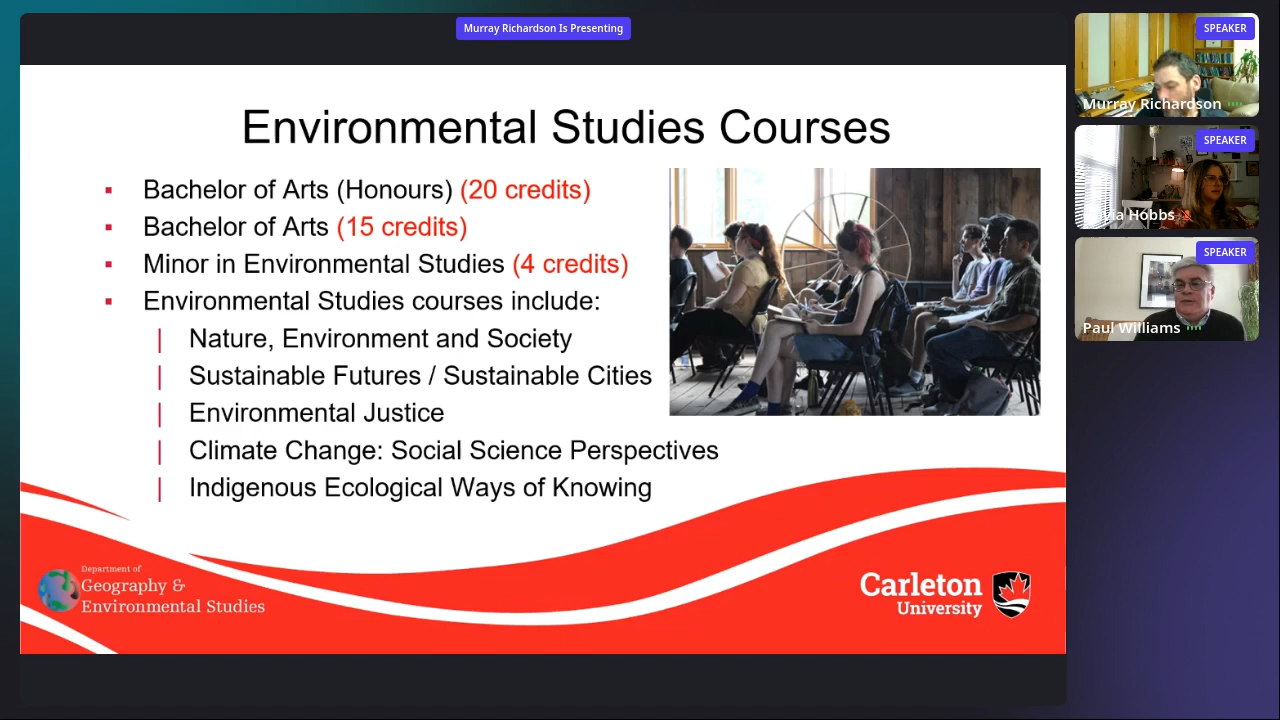 Murray Richardson Is Presenting
Environmental Studies Courses
Bachelor of Arts (Honours) (20 credits)
Bachelor of Arts (15 credits)
Minor in Environmental Studies (4 credits)
Environmental Studies courses include:
Nature, Environment and Society
Sustainable Futures / Sustainable Cities
Environmental Justice
Climate Change: Social Science Perspectives
Indigenous Ecological Ways of Knowing
Department of
Geography &
Environmental Studies
Carleton
University
SPEAKER
Murray Richardson
SPEAKER
Hobbs
SPEAKER
Paul Williams